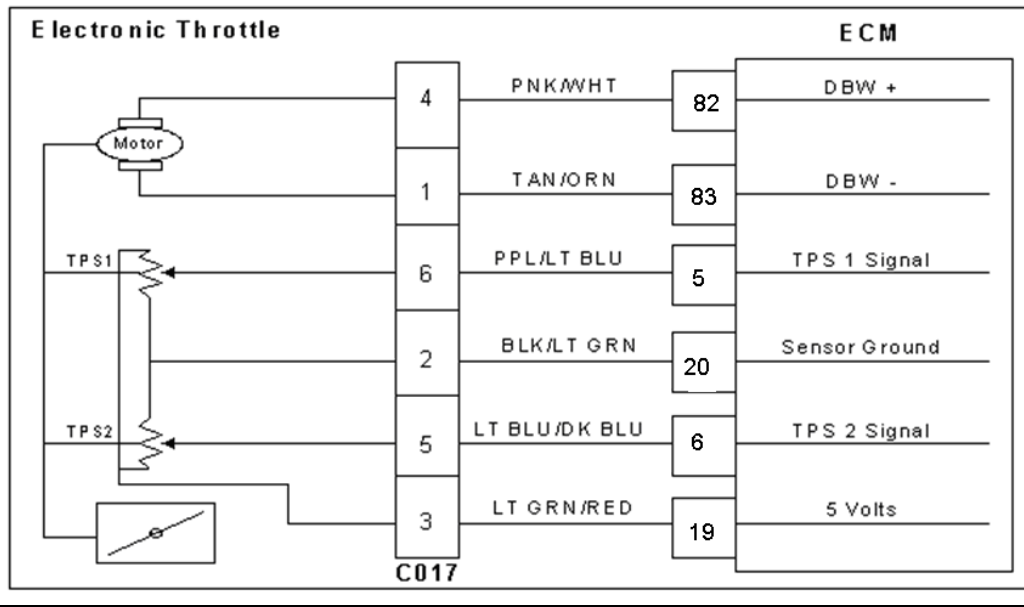 Electronic Throttle
ECM
4
PNK/WHT
82
DBW +
Motor
1
TAN/ORN
83
DBW -
TPS1
6
PPL/LT BLU
5
TPS 1 Signal
2
BLK/LT GRN
20
Sensor Ground
TPS2
5
LT BLU/DK BLU
6
TPS 2 Signal
3
LT GRN/RED
19
5 Volts
C017